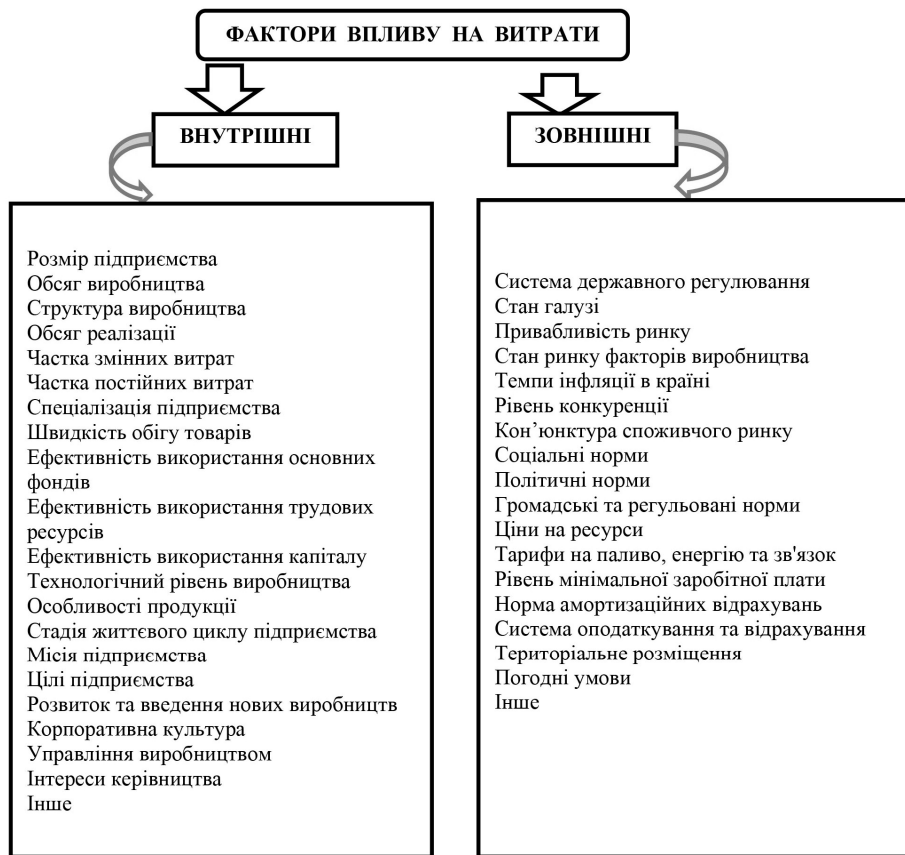 ФАКТОРИ ВПЛИВУ НА ВИТРАТИ
ВНУТРІШНІ
ЗОВНІШНІ
Розмір підприємства
Обсяг виробництва
Структура виробництва
Обсяг реалізації
Частка змінних витрат
Частка постійних витрат
Спеціалізація підприємства
Швидкість обігу товарів
Ефективність використання основних
фондів
Ефективність використання трудових
ресурсів
Ефективність використання капіталу
Технологічний рівень виробництва
Особливості продукції
Стадія життєвого циклу підприємства
Місія підприємства
Цілі підприємства
Розвиток та введення нових виробництв
Корпоративна культура
Управління виробництвом
Інтереси керівництва
Інше
Система державного регулювання
Стан галузі
Привабливість ринку
Стан ринку факторів виробництва
Темпи інфляції в країні
Рівень конкуренції
Кон’юнктура споживчого ринку
Соціальні норми
Політичні норми
Громадські та регульовані норми
Ціни на ресурси
Тарифи на паливо, енергію та зв'язок
Рівень мінімальної заробітної плати
Норма амортизаційних відрахувань
Система оподаткування та відрахування
Територіальне розміщення
Погодні умови
Інше